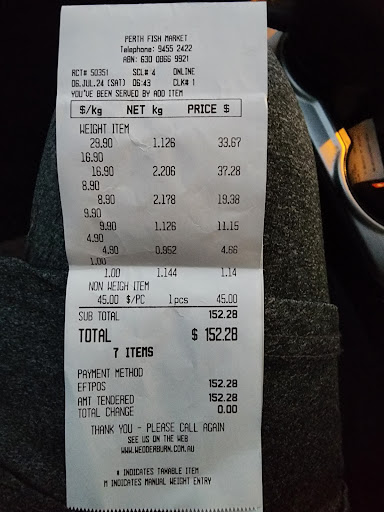 PERTH FISH MARKET
Telephone: 9455 2422
ABN: 630 0866 9921
RCT# 50351 SCL# 4 ONLINE
06.JUL.24 (SAT) 06:43 CLK# 1
YOU'VE BEEN SERVED BY ADD ITEM
$/kg NET kg PRICE $
WEIGHT ITEM
29.90 1.126 33.67
16.90
16.90 2.206 37.28
8.90
8.90 2.178 19.38
9.90
9.90 1.126 11.15
4.90
4.90 0.952 4.66
1.00
1.00 1.144 1.14
NON WEIGH ITEM
45.00 $/PC 1pcs 45.00
SUB TOTAL 152.28
TOTAL $ 152.28
7 ITEMS
PAYMENT METHOD
EFTPOS 152.28
AMT TENDERED 152.28
TOTAL CHANGE 0.00
THANK YOU - PLEASE CALL AGAIN
SEE US ON THE WEB
WWW.WEDDERBURN.COM.AU
* INDICATES TAXABLE ITEM
M INDICATES MANUAL WEIGHT ENTRY